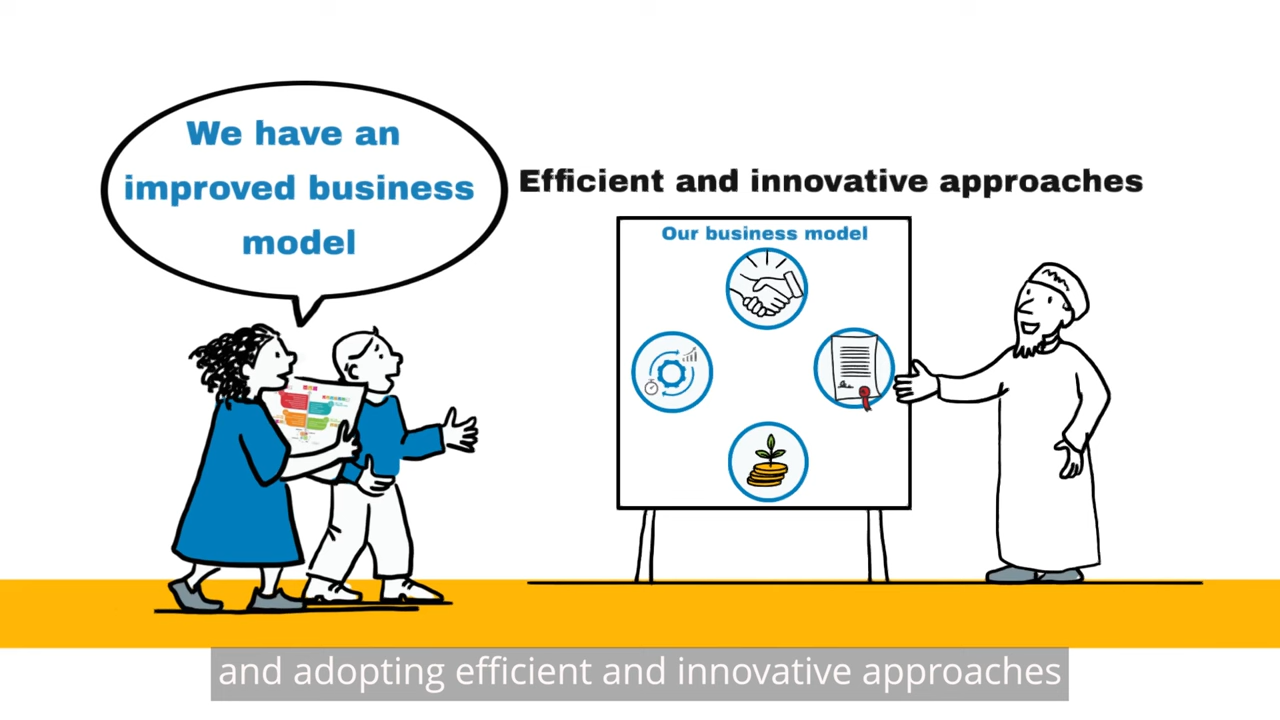 We have an
improved business
model
Efficient and innovative approaches
Our business model
and adopting efficient and innovative approaches